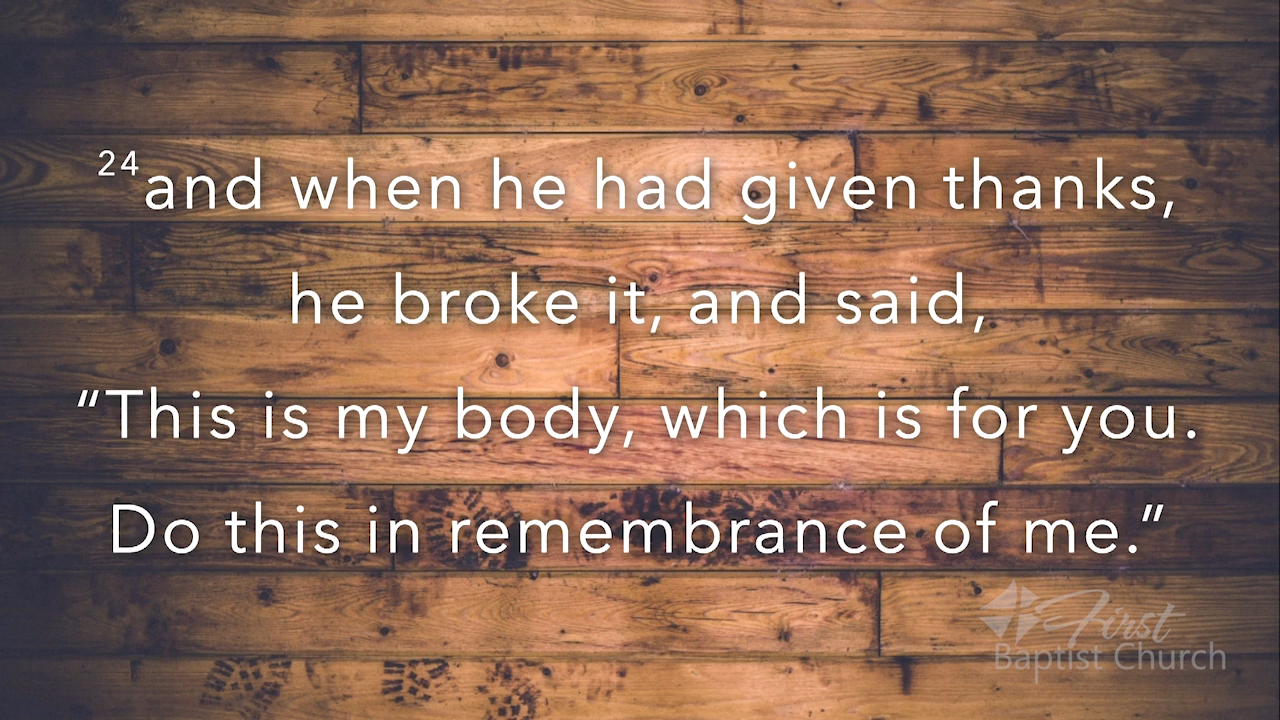 24and when he had given thanks,
he broke it, and said,
“This is my body, which is for you.
Do this in remembrance of me.”
First
Baptist Church